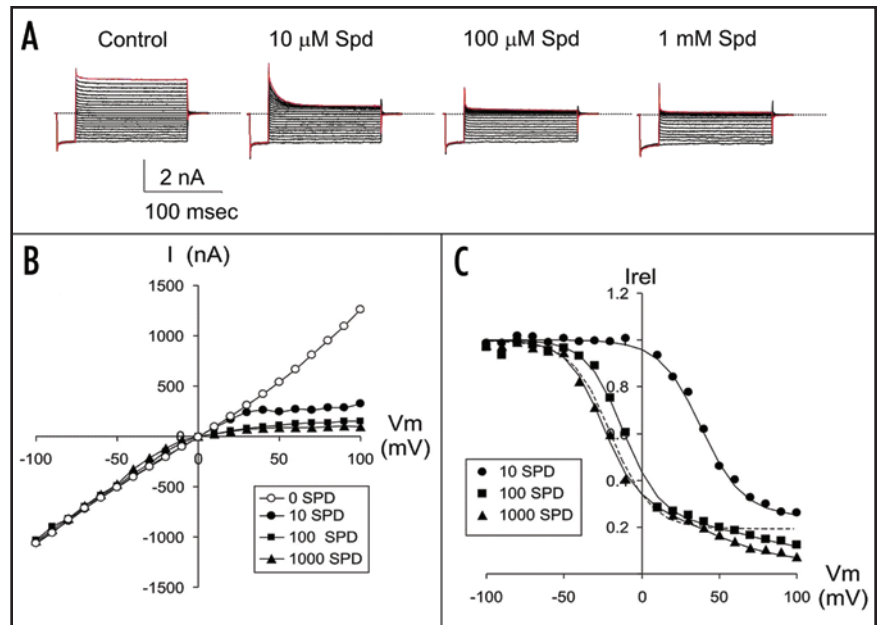 A
Control 10 µM Spd 100 µM Spd 1 mM Spd
2 nA
100 msec
B
I (nA)
1500
1000
500
0
-500
-1000
-1500
-100 -50 0 50 100
Vm
(mV)
0 SPD
10 SPD
100 SPD
1000 SPD
C
Irel
1.2
0.8
0.6
0.4
0.2
-100 -50 0 50 100
Vm
(mV)
10 SPD
100 SPD
1000 SPD